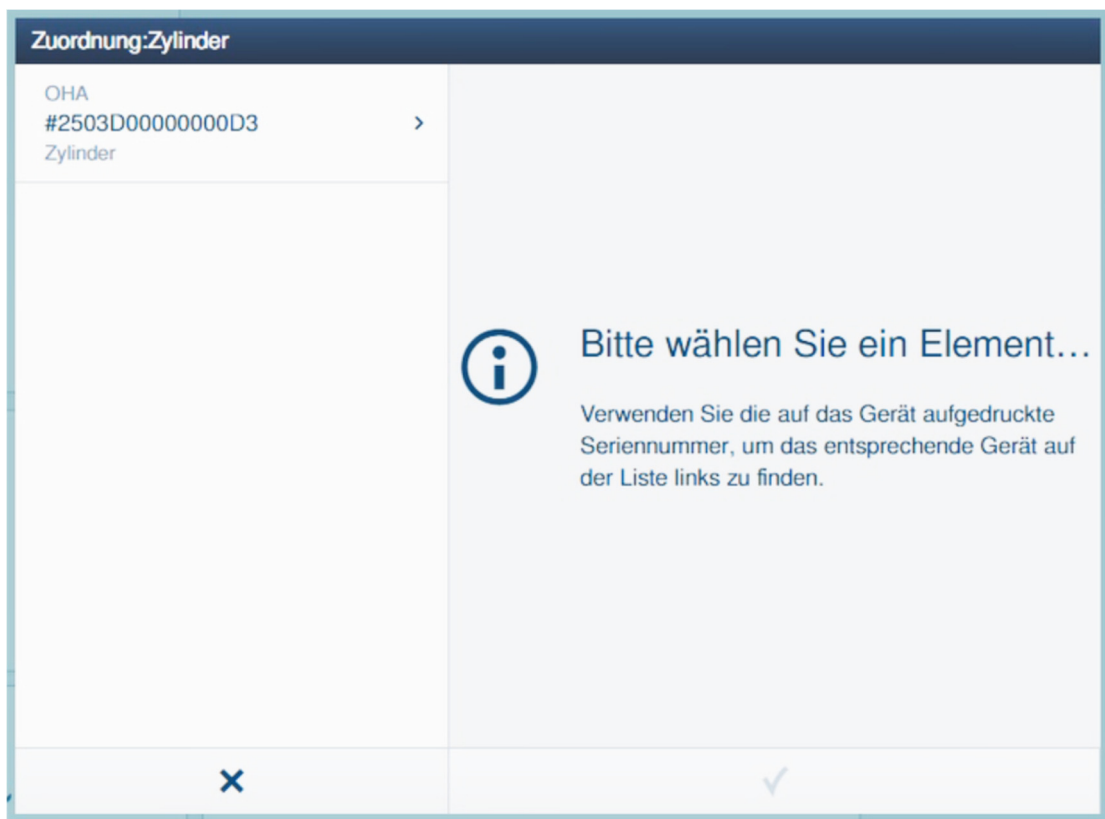 Zuordnung:Zylinder
OHA
#2503D00000000D3
Zylinder
Bitte wählen Sie ein Element...
Verwenden Sie die auf das Gerät aufgedruckte
Seriennummer, um das entsprechende Gerät auf
der Liste links zu finden.